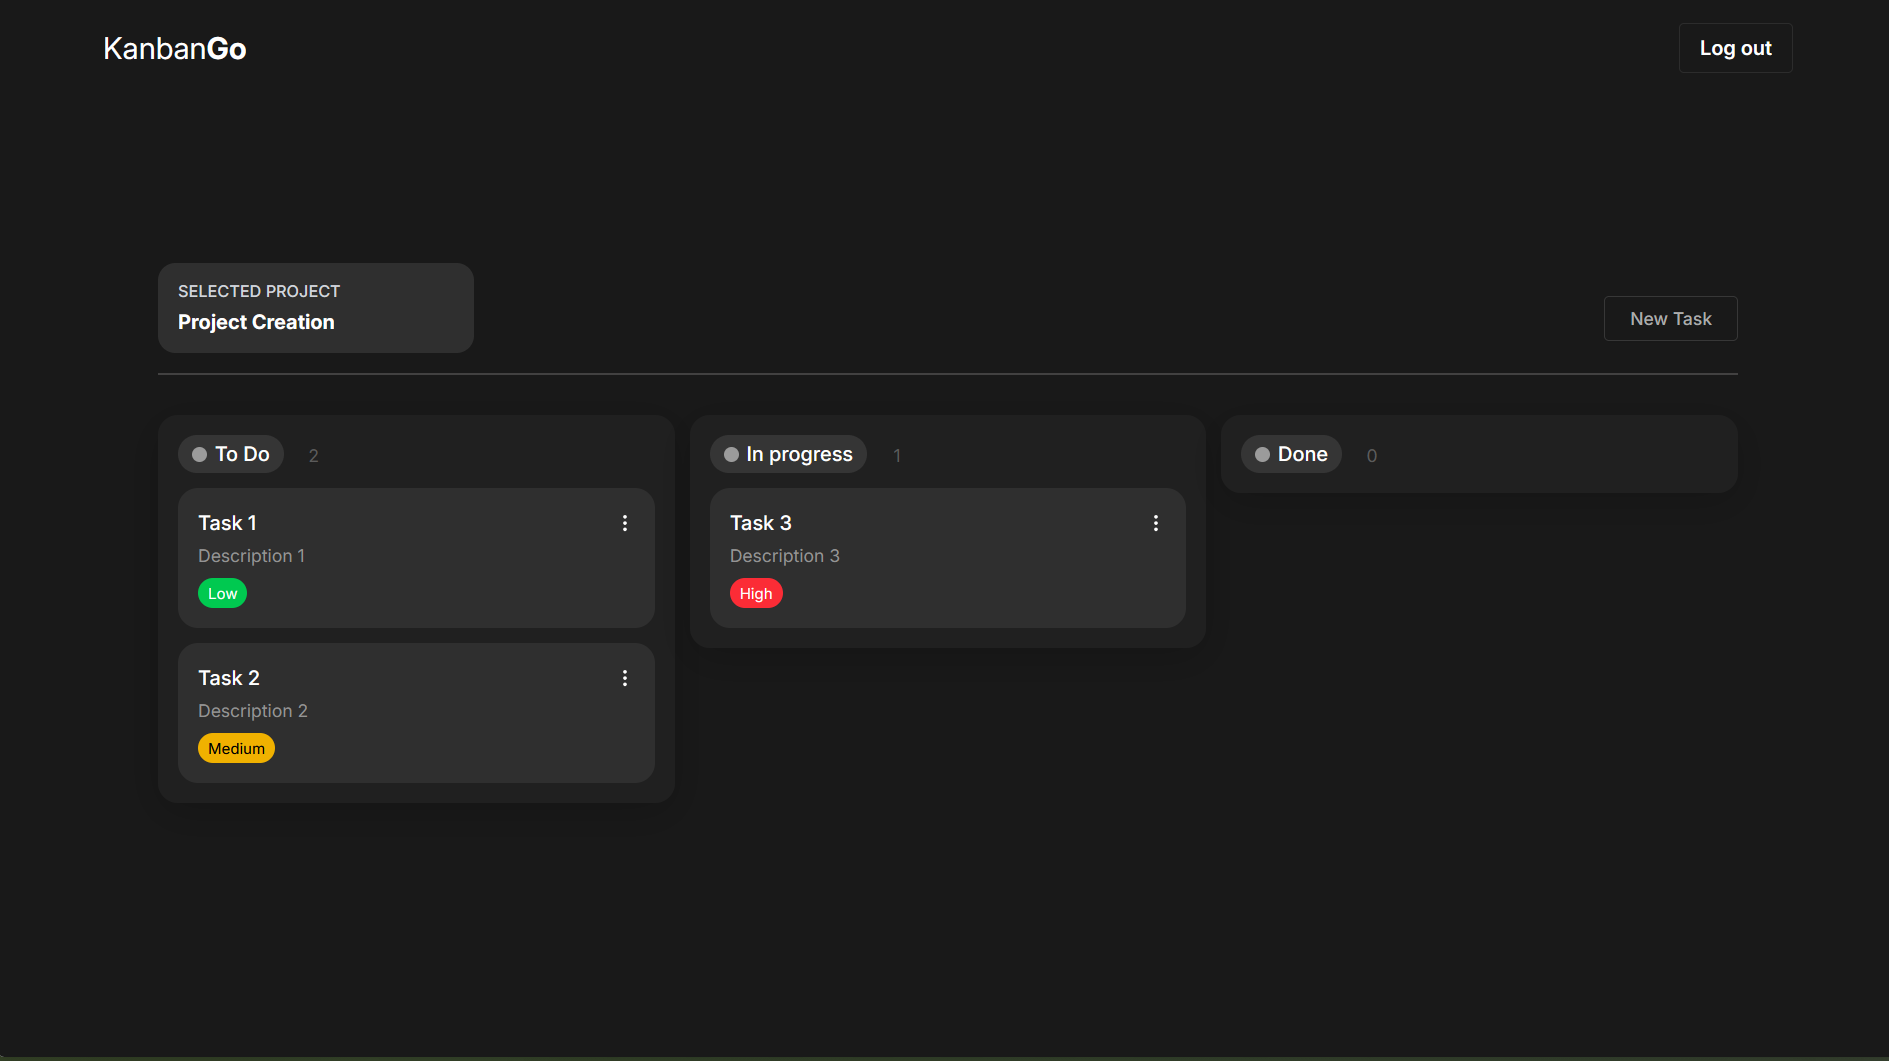 KanbanGo
Log out
SELECTED PROJECT
Project Creation
New Task
To Do 2
Task 1
Description 1
Low
Task 2
Description 2
Medium
In progress 1
Task 3
Description 3
High
Done 0